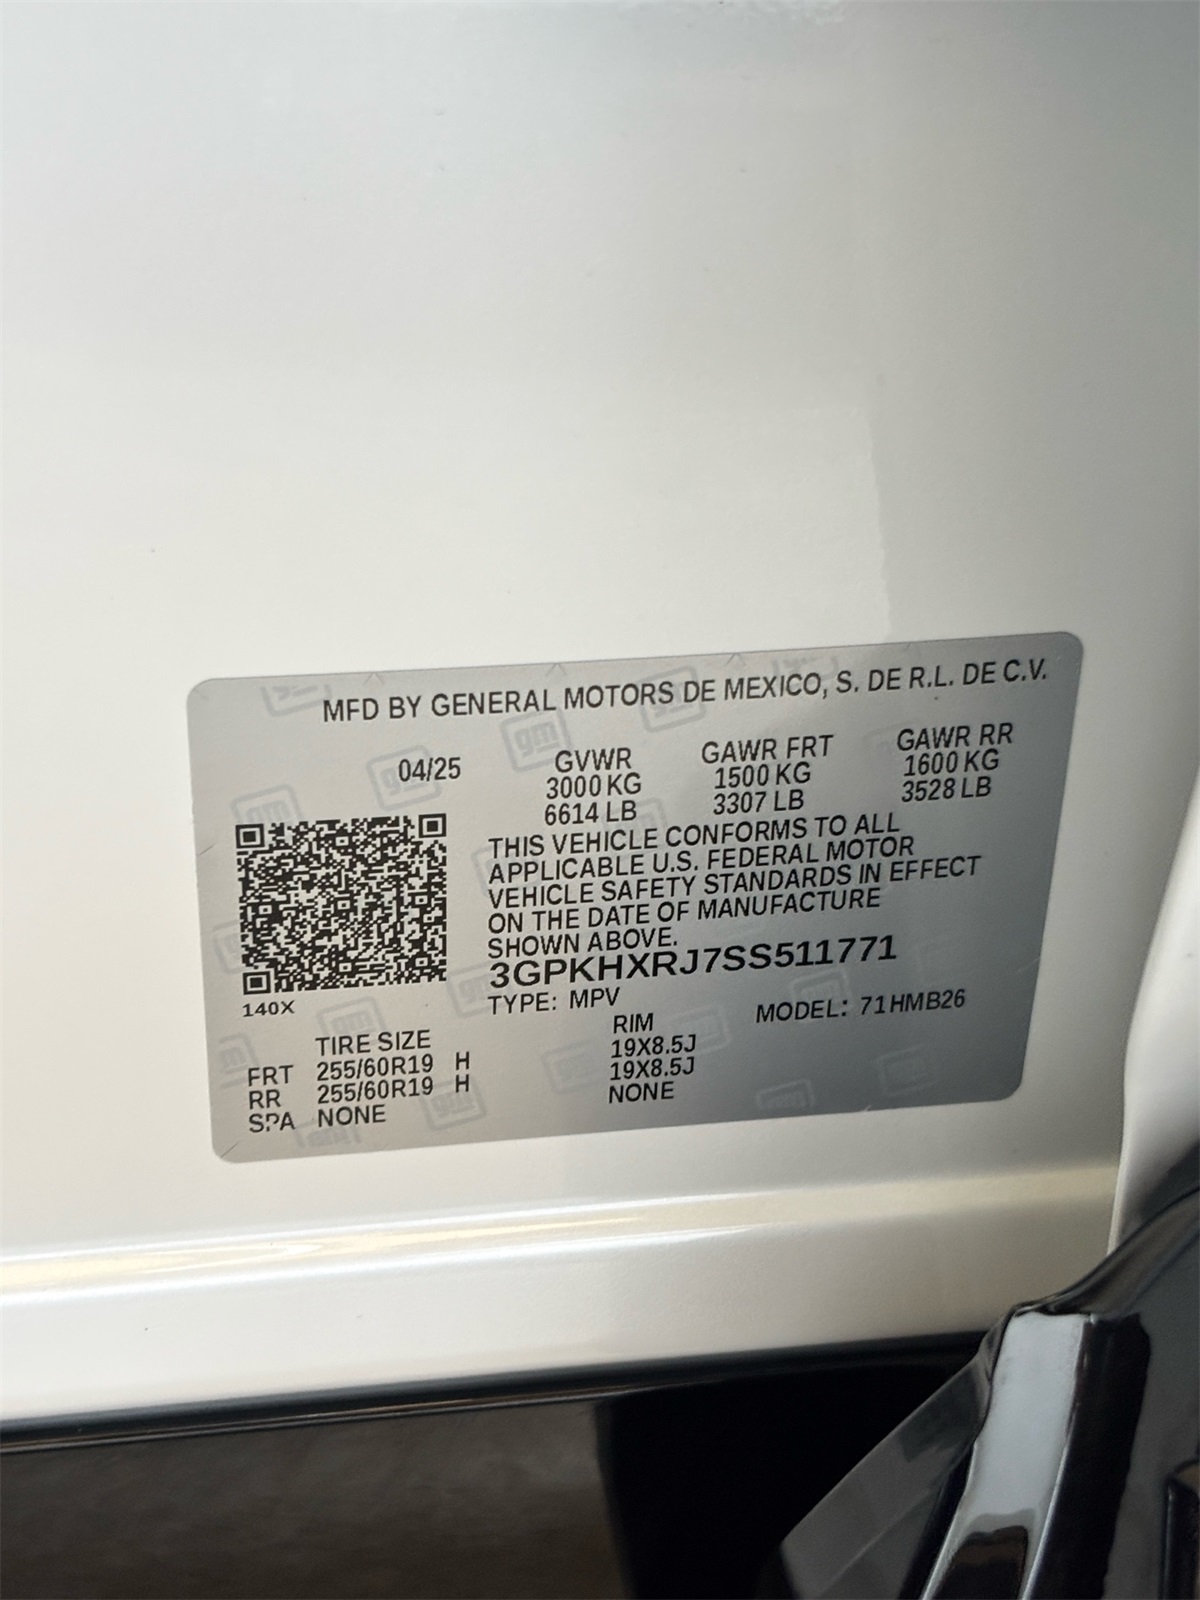 MFD BY GENERAL MOTORS DE MEXICO, S. DE R.L. DE C.V.
04/25 GVWR GAWR FRT GAWR RR
3000 KG 1500 KG 1600 KG
6614 LB 3307 LB 3528 LB
THIS VEHICLE CONFORMS TO ALL
APPLICABLE U.S. FEDERAL MOTOR
VEHICLE SAFETY STANDARDS IN EFFECT
ON THE DATE OF MANUFACTURE
SHOWN ABOVE.
3GPKHXRJ7SS511771
140X
TYPE: MPV MODEL: 71HMB26
TIRE SIZE RIM
FRT 255/60R19 H 19X8.5J
RR 255/60R19 H 19X8.5J
SPA NONE NONE
gm